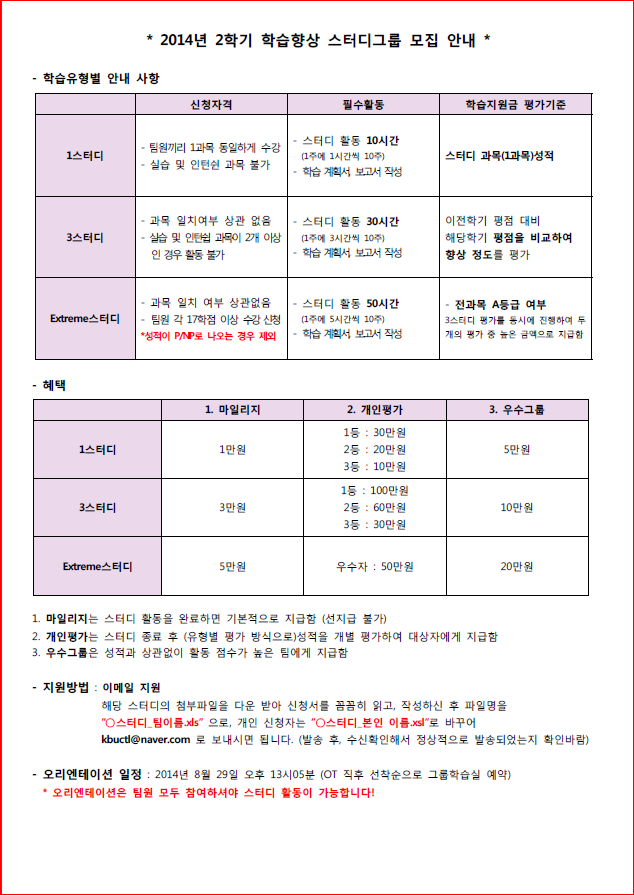 * 2014년 2학기 학습향상 스터디그룹 모집 안내 *
- 학습유형별 안내 사항
신청자격 필수활동 학습지원금 평가기준
1스터디
- 팀원끼리 1과목 동일하게 수강
- 실습 및 인턴쉽 과목 불가
- 스터디 활동 10시간
(1주에 1시간씩 10주)
- 학습 계획서, 보고서 작성
스터디 과목(1과목)성적
3스터디
- 과목 일치여부 상관 없음
- 실습 및 인턴쉽 과목이 2개 이상
인 경우 활동 불가
- 스터디 활동 30시간
(1주에 3시간씩 10주)
- 학습 계획서, 보고서 작성
이전학기 평점 대비
해당학기 평점을 비교하여
향상 정도를 평가
Extreme스터디
- 과목 일치 여부 상관없음
- 팀원 각 17학점 이상 수강 신청
*성적이 P/NP로 나오는 경우 제외
- 스터디 활동 50시간
(1주에 5시간씩 10주)
- 학습 계획서, 보고서 작성
- 전과목 A등급 여부
3스터디 평가를 동시에 진행하여 두
개의 평가 중 높은 금액으로 지급함
- 혜택
1. 마일리지 2. 개인평가 3. 우수그룹
1스터디
1만원
1등 : 30만원
2등 : 20만원
3등 : 10만원
5만원
3스터디
3만원
1등 : 100만원
2등 : 60만원
3등 : 30만원
10만원
Extreme스터디
5만원
우수자 : 50만원
20만원
1. 마일리지는 스터디 활동을 완료하면 기본적으로 지급함 (선지급 불가)
2. 개인평가는 스터디 종료 후 (유형별 평가 방식으로)성적을 개별 평가하여 대상자에게 지급함
3. 우수그룹은 성적과 상관없이 활동 점수가 높은 팀에게 지급함
- 지원방법 : 이메일 지원
해당 스터디의 첨부파일을 다운 받아 신청서를 꼼꼼히 읽고, 작성하신 후 파일명을
"○스터디_팀이름.xls" 으로, 개인 신청자는 "○스터디_본인 이름.xsl"로 바꾸어
kbuctl@naver.com 로 보내시면 됩니다. (발송 후, 수신확인해서 정상적으로 발송되었는지 확인바람)
- 오리엔테이션 일정 : 2014년 8월 29일 오후 13시05분 (OT 직후 선착순으로 그룹학습실 예약)
* 오리엔테이션은 팀원 모두 참여하셔야 스터디 활동이 가능합니다!